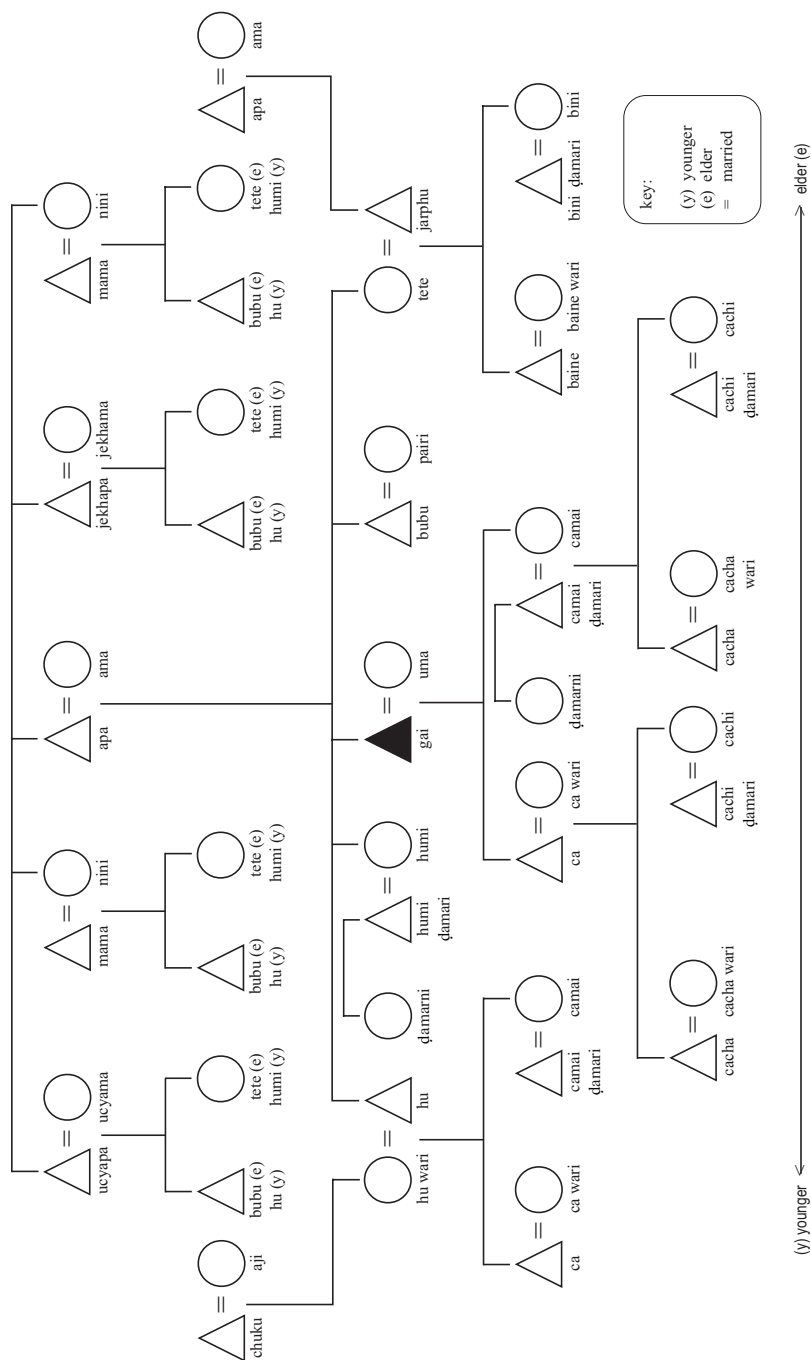 ucyapa = ucyama
mama = nini
apa = ama
jekhapa = jekhama
mama = nini
chuku = aji
bubu (e)
hu (y)
tete (e)
humi (y)
bubu (e)
hu (y)
tete (e)
humi (y)
bubu (e)
hu (y)
tete (e)
humi (y)
bubu (e)
hu (y)
tete (e)
humi (y)
apa = ama
hu wari = hu
ḍamarni
humi
ḍamari
= humi
gai = uma
bubu = pairi
tete = jarphu
ca = ca wari
camai
ḍamari
= camai
ca = ca wari
ḍamarni
camai
ḍamari
= camai
baine = baine wari
bini ḍamari = bini
cacha = cacha wari
cachi
ḍamari
= cachi
cacha = cacha
wari
cachi
ḍamari
= cachi
key:
(y) younger
(e) elder
= married
(y) younger
elder (e)